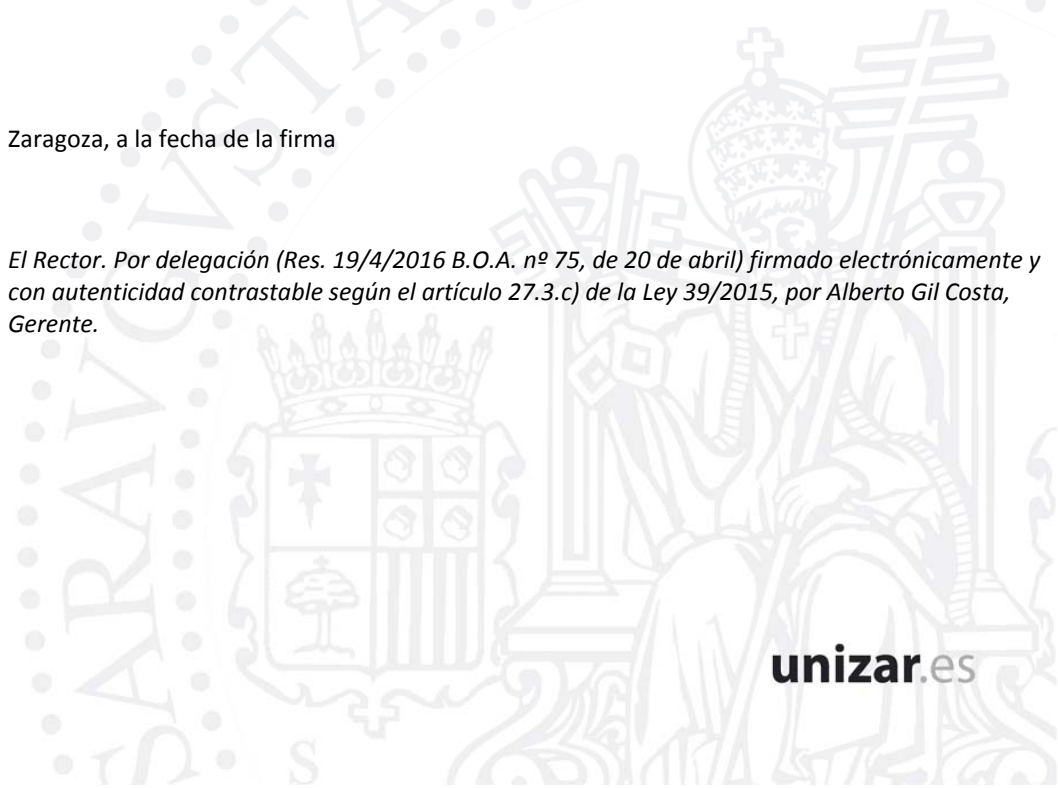 Zaragoza, a la fecha de la firma
El Rector. Por delegación (Res. 19/4/2016 B.O.A. nº 75, de 20 de abril) firmado electrónicamente y
con autenticidad contrastable según el artículo 27.3.c) de la Ley 39/2015, por Alberto Gil Costa,
Gerente.
unizar.es